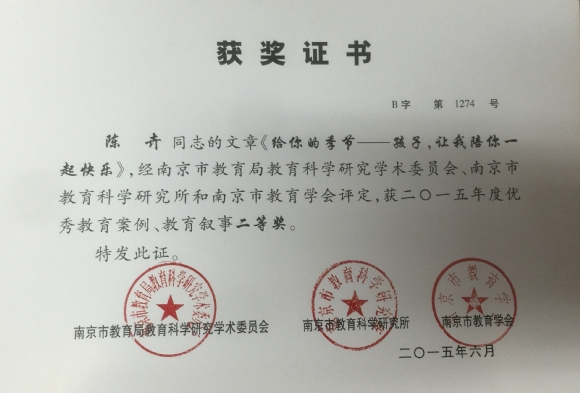 获奖证书
B字 第 1274 号
陈 卉 同志的文章《给你的季节——孩子,让我陪你一
起快乐》,经南京市教育局教育科学研究学术委员会、南京市
教育科学研究所和南京市教育学会评定,获二〇一五年度优
秀教育案例、教育叙事二等奖。
特发此证。
南京市教育局教育科学研究学术委员会
南京市教育科学研究所
南京市教育学会
二〇一五年六月